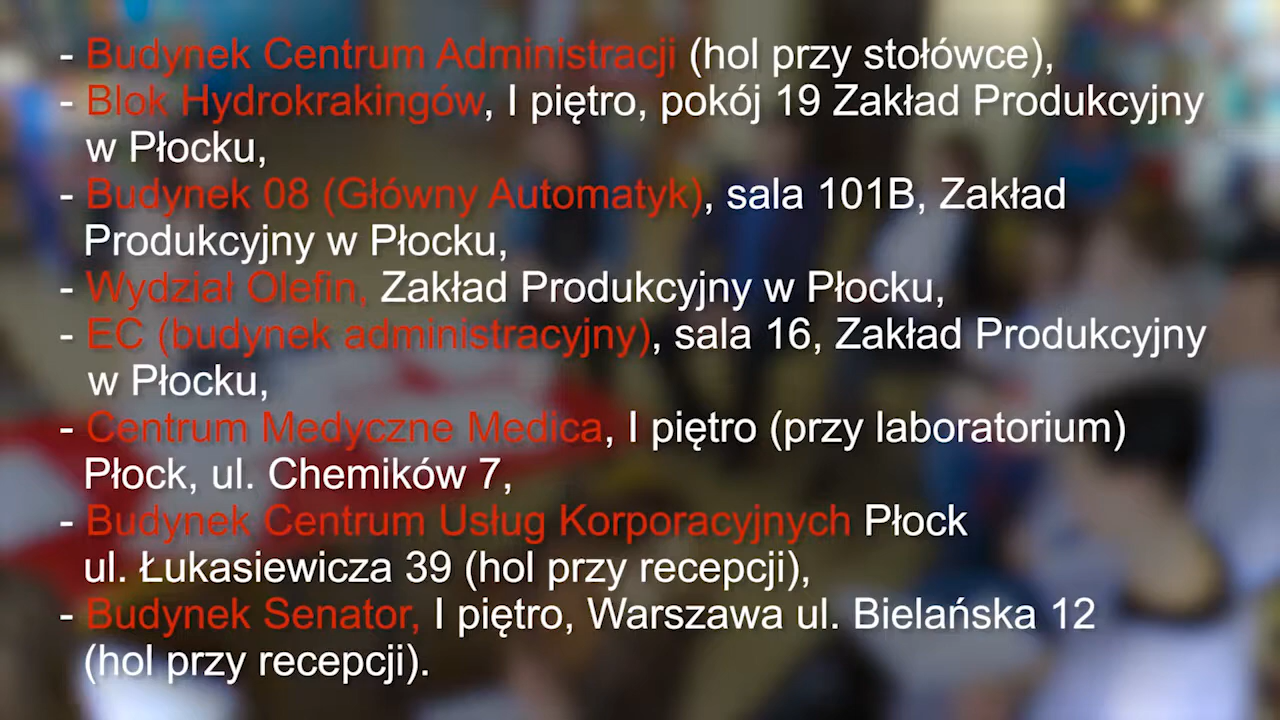 - Budynek Centrum Administracji (hol przy stołówce),
- Blok Hydrokrakingów, I piętro, pokój 19 Zakład Produkcyjny
w Płocku,
- Budynek 08 (Główny Automatyk), sala 101B, Zakład
Produkcyjny w Płocku,
- Wydział Olefin, Zakład Produkcyjny w Płocku,
- EC (budynek administracyjny), sala 16, Zakład Produkcyjny
w Płocku,
- Centrum Medyczne Medica, I piętro (przy laboratorium)
Płock, ul. Chemików 7,
- Budynek Centrum Usług Korporacyjnych Płock
ul. Łukasiewicza 39 (hol przy recepcji),
- Budynek Senator, I piętro, Warszawa ul. Bielańska 12
(hol przy recepcji).